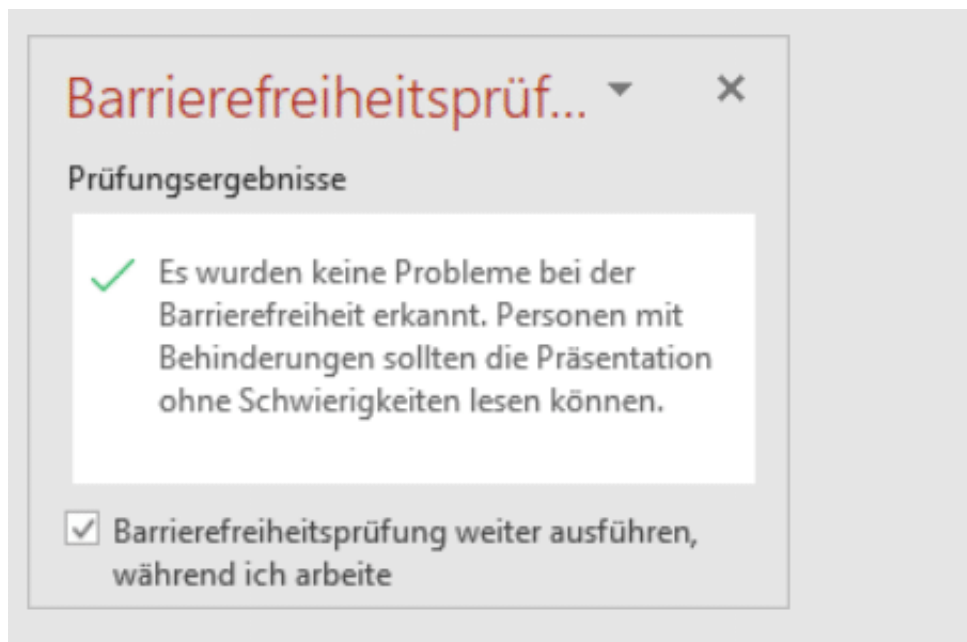 Barrierefreiheitsprüf...
Prüfungsergebnisse
Es wurden keine Probleme bei der
Barrierefreiheit erkannt. Personen mit
Behinderungen sollten die Präsentation
ohne Schwierigkeiten lesen können.
Barrierefreiheitsprüfung weiter ausführen,
während ich arbeite